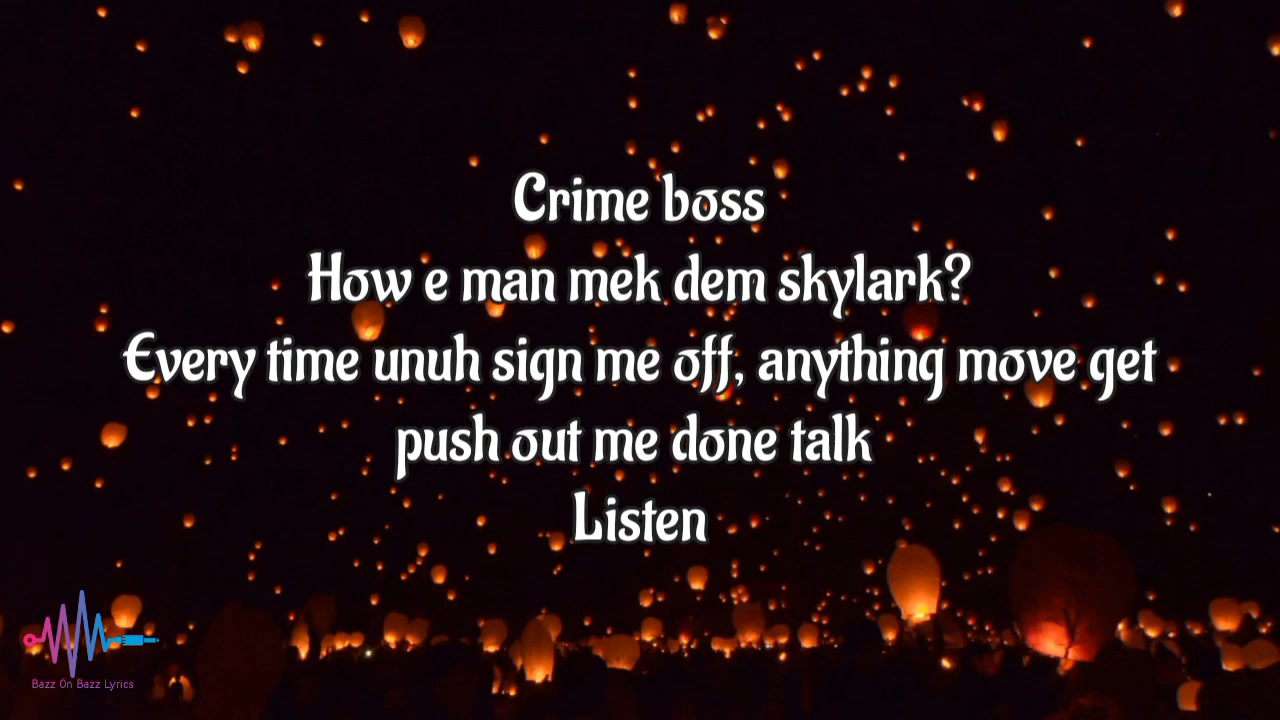 Crime boss
How e man mek dem skylark?
Every time unuh sign me off, anything move get
push out me done talk
Listen
Bazz On Bazz Lyrics